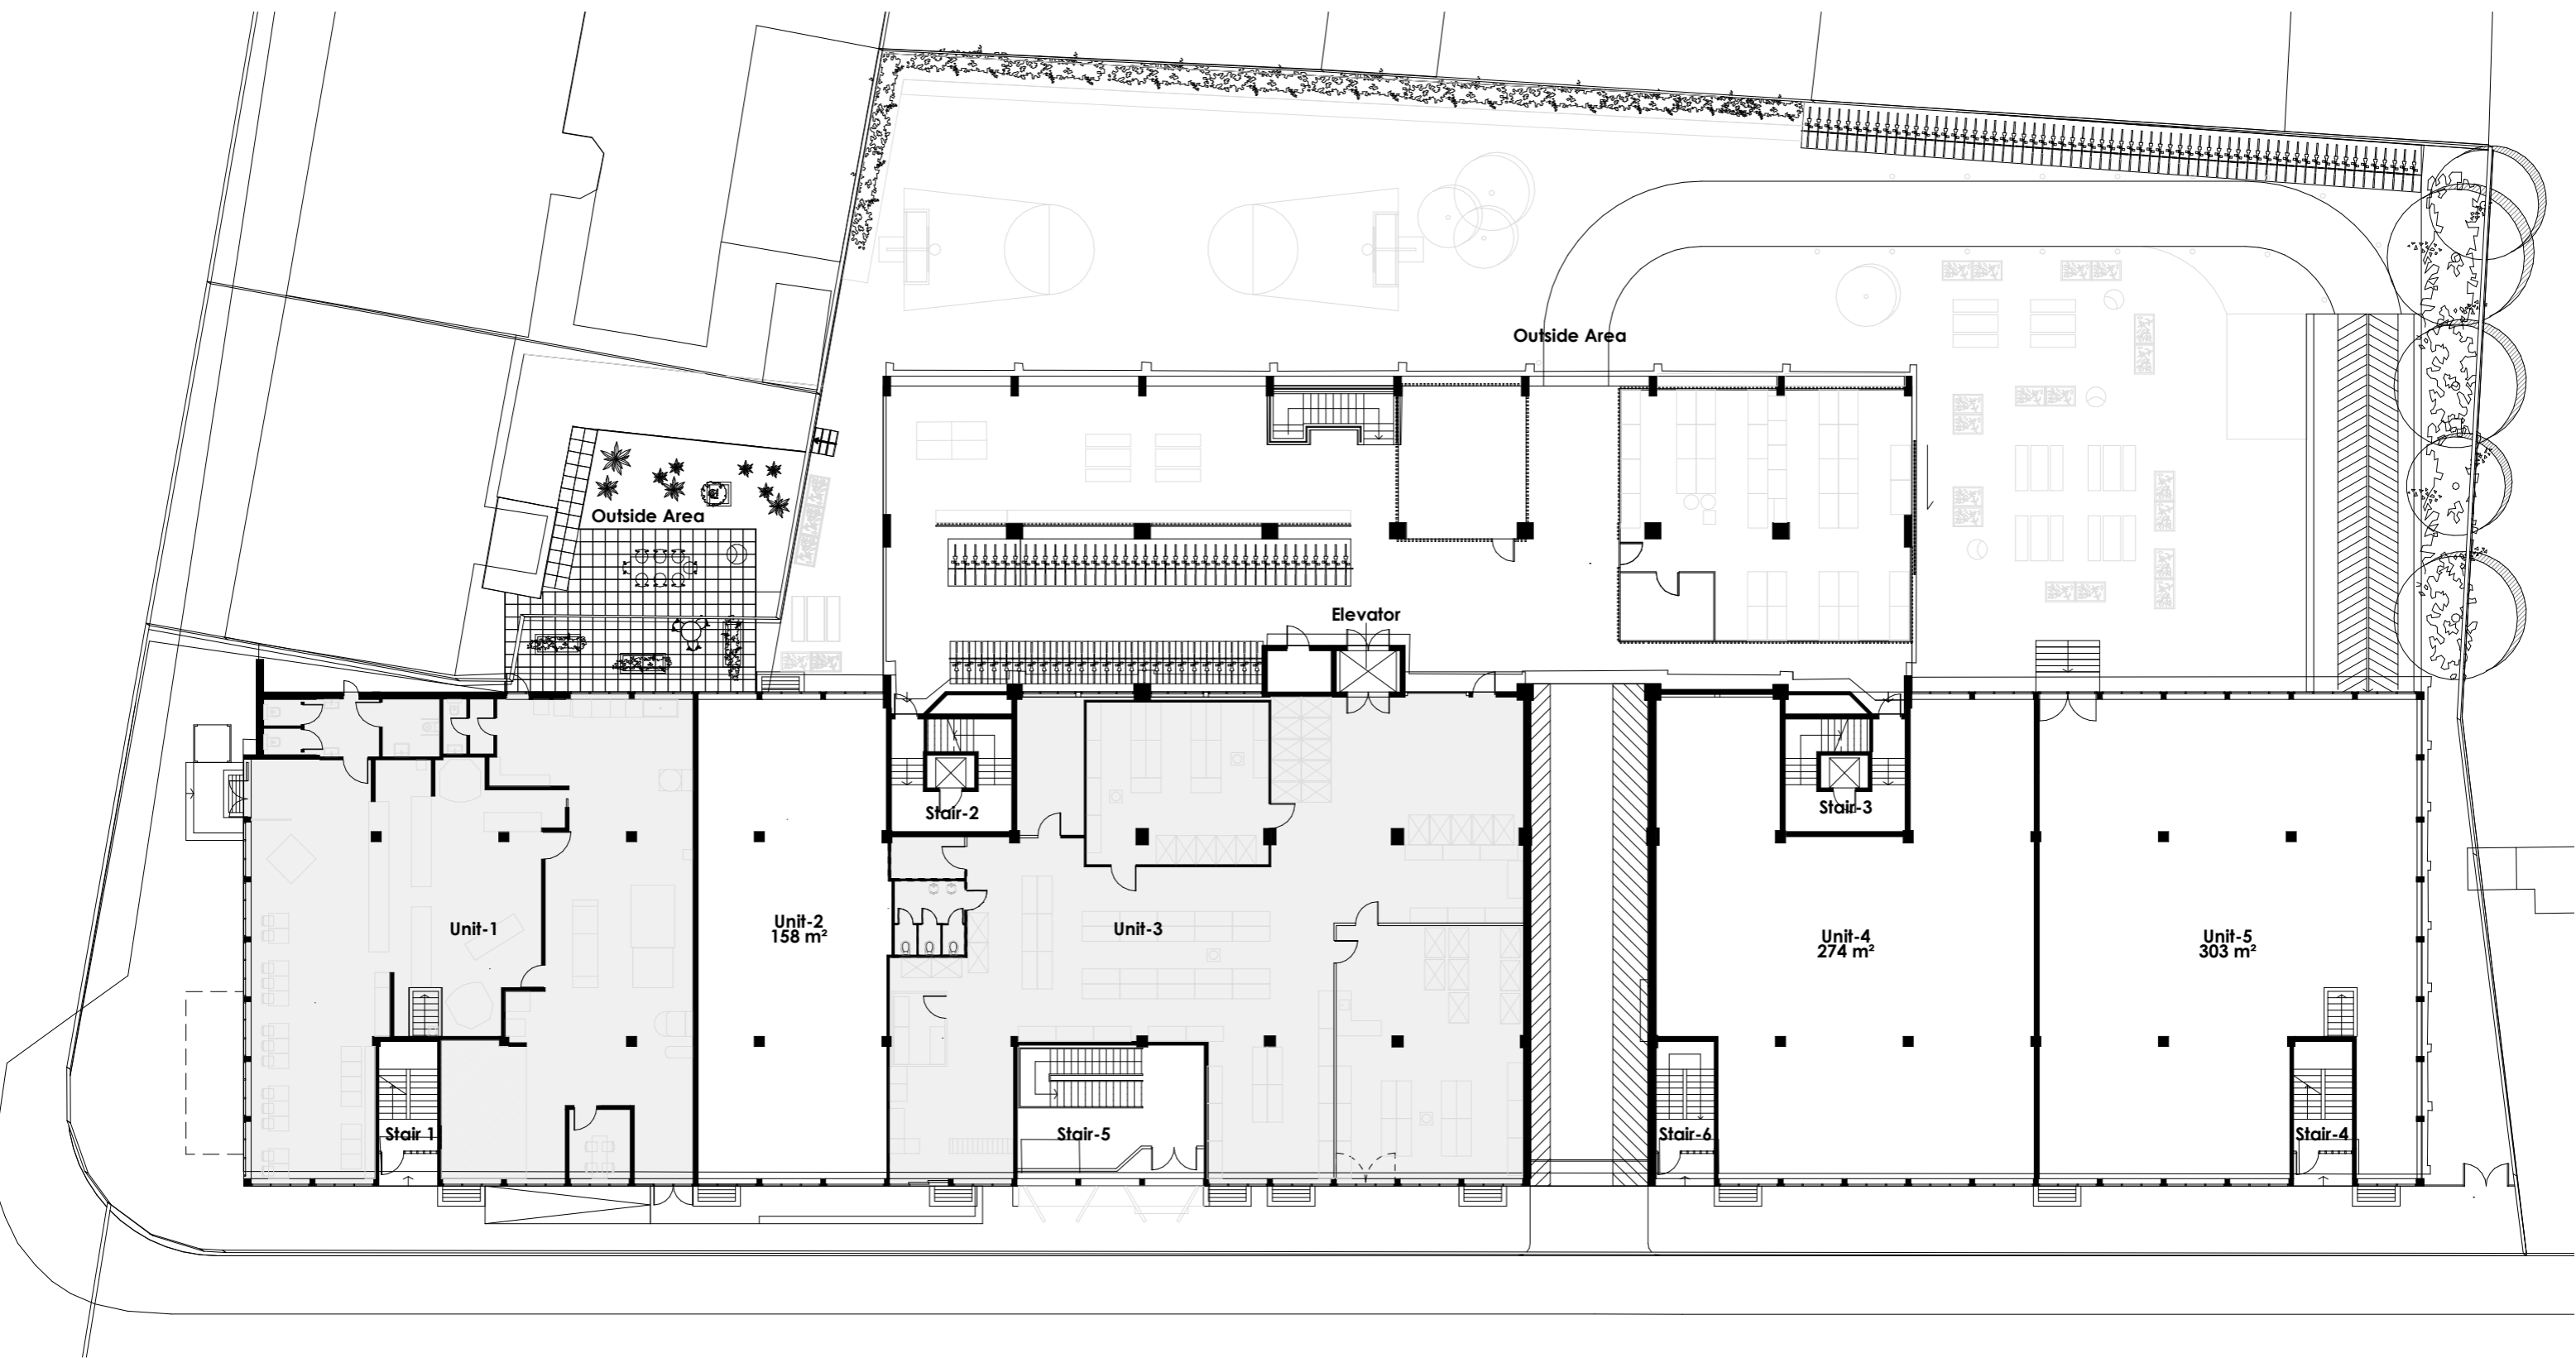 Outside Area
Outside Area
Elevator
Stair-2
Stair-3
Unit-1
Unit-2
158 m²
Unit-3
Unit-4
274 m²
Unit-5
303 m²
Stair 1
Stair-5
Stair-6
Stair-4